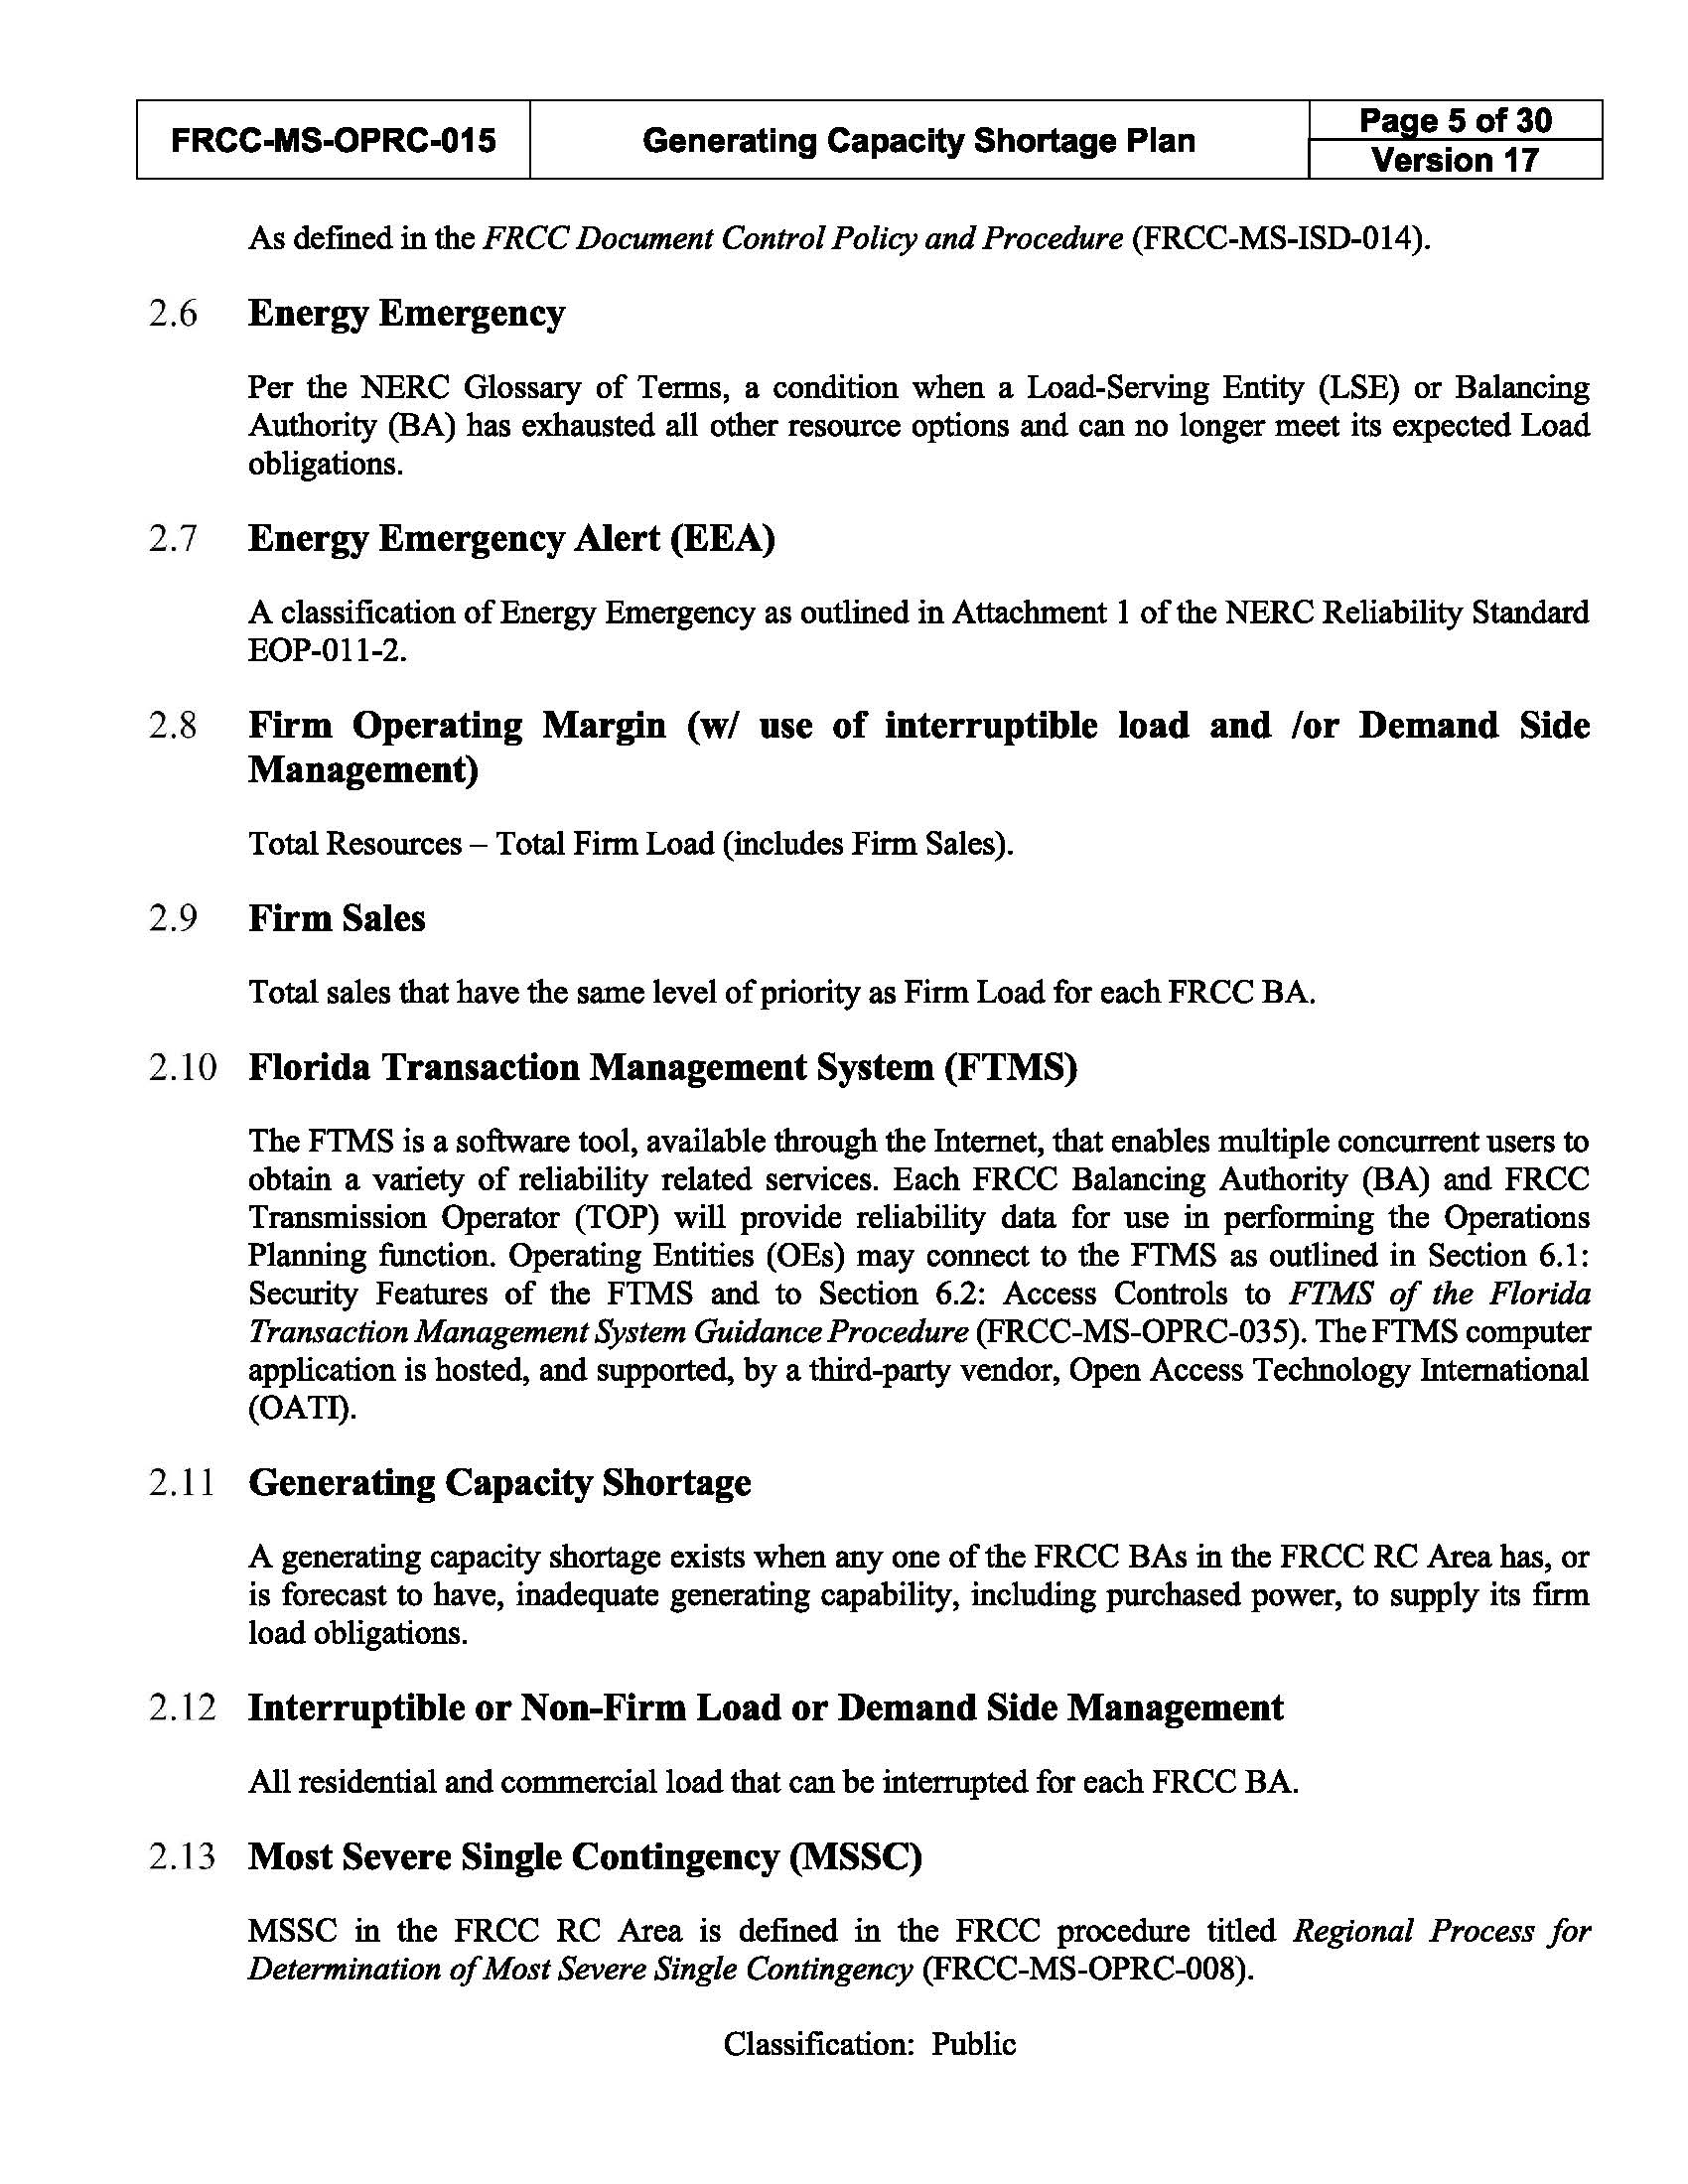 FRCC-MS-OPRC-015
Generating Capacity Shortage Plan
Page 5 of 30
Version 17
As defined in the FRCC Document Control Policy and Procedure (FRCC-MS-ISD-014).
2.6 Energy Emergency
Per the NERC Glossary of Terms, a condition when a Load-Serving Entity (LSE) or Balancing
Authority (BA) has exhausted all other resource options and can no longer meet its expected Load
obligations.
2.7 Energy Emergency Alert (EEA)
A classification of Energy Emergency as outlined in Attachment 1 of the NERC Reliability Standard
EOP-011-2.
2.8 Firm Operating Margin (w/ use of interruptible load and /or Demand Side
Management)
Total Resources – Total Firm Load (includes Firm Sales).
2.9 Firm Sales
Total sales that have the same level of priority as Firm Load for each FRCC BA.
2.10 Florida Transaction Management System (FTMS)
The FTMS is a software tool, available through the Internet, that enables multiple concurrent users to
obtain a variety of reliability related services. Each FRCC Balancing Authority (BA) and FRCC
Transmission Operator (TOP) will provide reliability data for use in performing the Operations
Planning function. Operating Entities (OEs) may connect to the FTMS as outlined in Section 6.1:
Security Features of the FTMS and to Section 6.2: Access Controls to FTMS of the Florida
Transaction Management System Guidance Procedure (FRCC-MS-OPRC-035). The FTMS computer
application is hosted, and supported, by a third-party vendor, Open Access Technology International
(OATI).
2.11 Generating Capacity Shortage
A generating capacity shortage exists when any one of the FRCC BAs in the FRCC RC Area has, or
is forecast to have, inadequate generating capability, including purchased power, to supply its firm
load obligations.
2.12 Interruptible or Non-Firm Load or Demand Side Management
All residential and commercial load that can be interrupted for each FRCC BA.
2.13 Most Severe Single Contingency (MSSC)
MSSC in the FRCC RC Area is defined in the FRCC procedure titled Regional Process for
Determination of Most Severe Single Contingency (FRCC-MS-OPRC-008).
Classification: Public